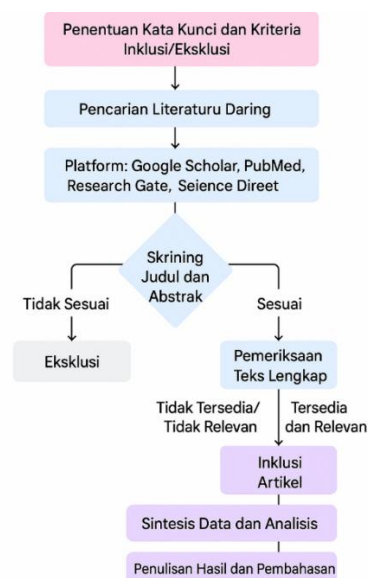 Penentuan Kata Kunci dan Kriteria
Inklusi/Eksklusi
Pencarian Literaturu Daring
Platform: Google Scholar, PubMed,
Research Gate, Seience Direet
Skrining
Judul dan
Abstrak
Tidak Sesuai
Sesuai
Eksklusi
Pemeriksaan
Teks Lengkap
Tidak Tersedia/
Tidak Relevan
Tersedia
dan Relevan
Inklusi
Artikel
Sintesis Data dan Analisis
Penulisan Hasil dan Pembahasan